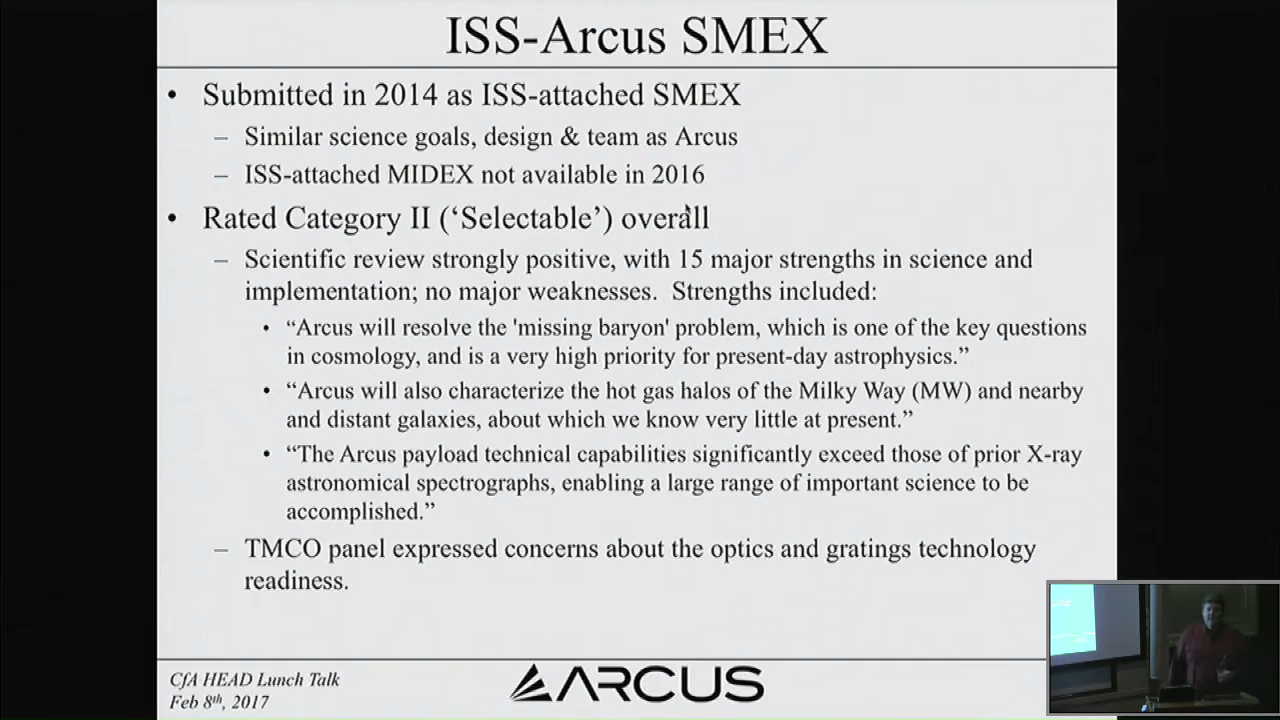 ISS-Arcus SMEX
• Submitted in 2014 as ISS-attached SMEX
– Similar science goals, design & team as Arcus
– ISS-attached MIDEX not available in 2016
• Rated Category II (‘Selectable’) overall
– Scientific review strongly positive, with 15 major strengths in science and
implementation; no major weaknesses.  Strengths included:
• “Arcus will resolve the 'missing baryon' problem, which is one of the key questions
in cosmology, and is a very high priority for present-day astrophysics.”
• “Arcus will also characterize the hot gas halos of the Milky Way (MW) and nearby
and distant galaxies, about which we know very little at present.”
• “The Arcus payload technical capabilities significantly exceed those of prior X-ray
astronomical spectrographs, enabling a large range of important science to be
accomplished.”
– TMCO panel expressed concerns about the optics and gratings technology
readiness.
CfA HEAD Lunch Talk
Feb 8th, 2017
ARCUS